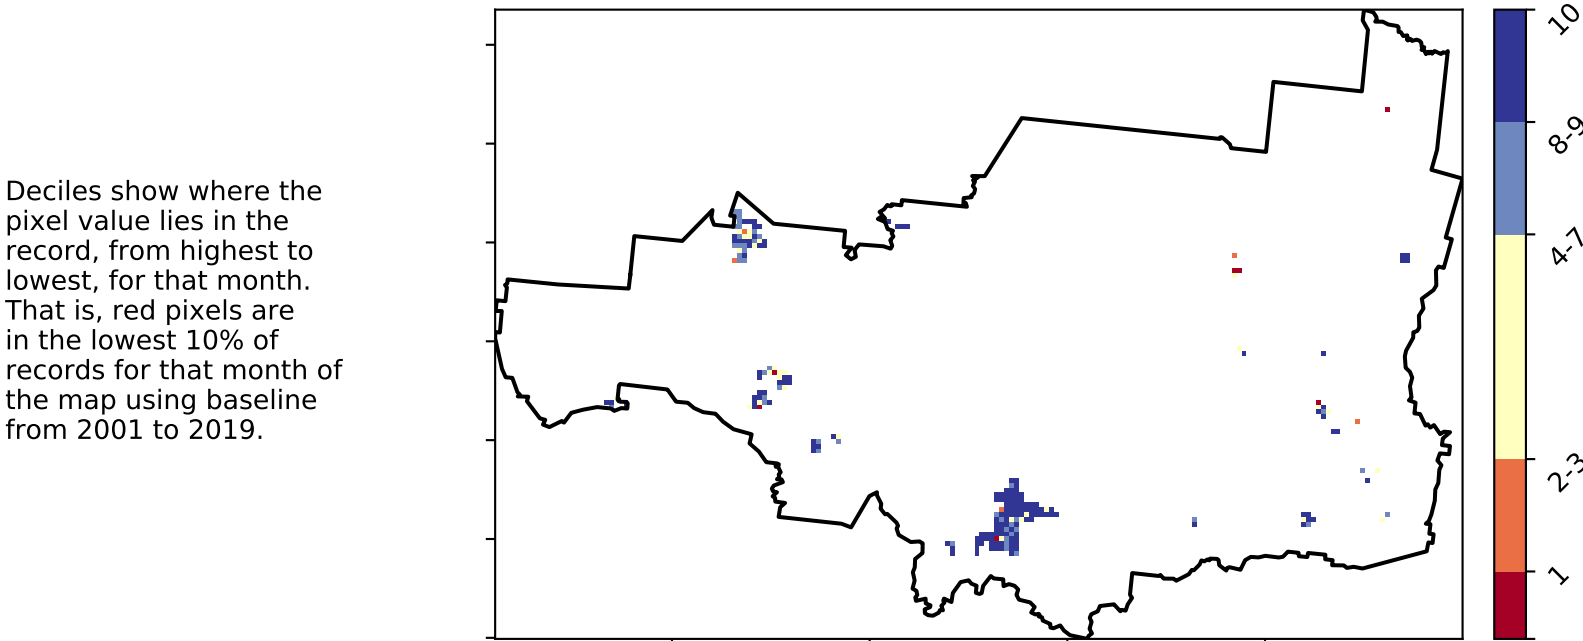 Deciles show where the
pixel value lies in the
record, from highest to
lowest, for that month.
That is, red pixels are
in the lowest 10% of
records for that month of
the map using baseline
from 2001 to 2019.
10
8-9
4-7
2-3
1